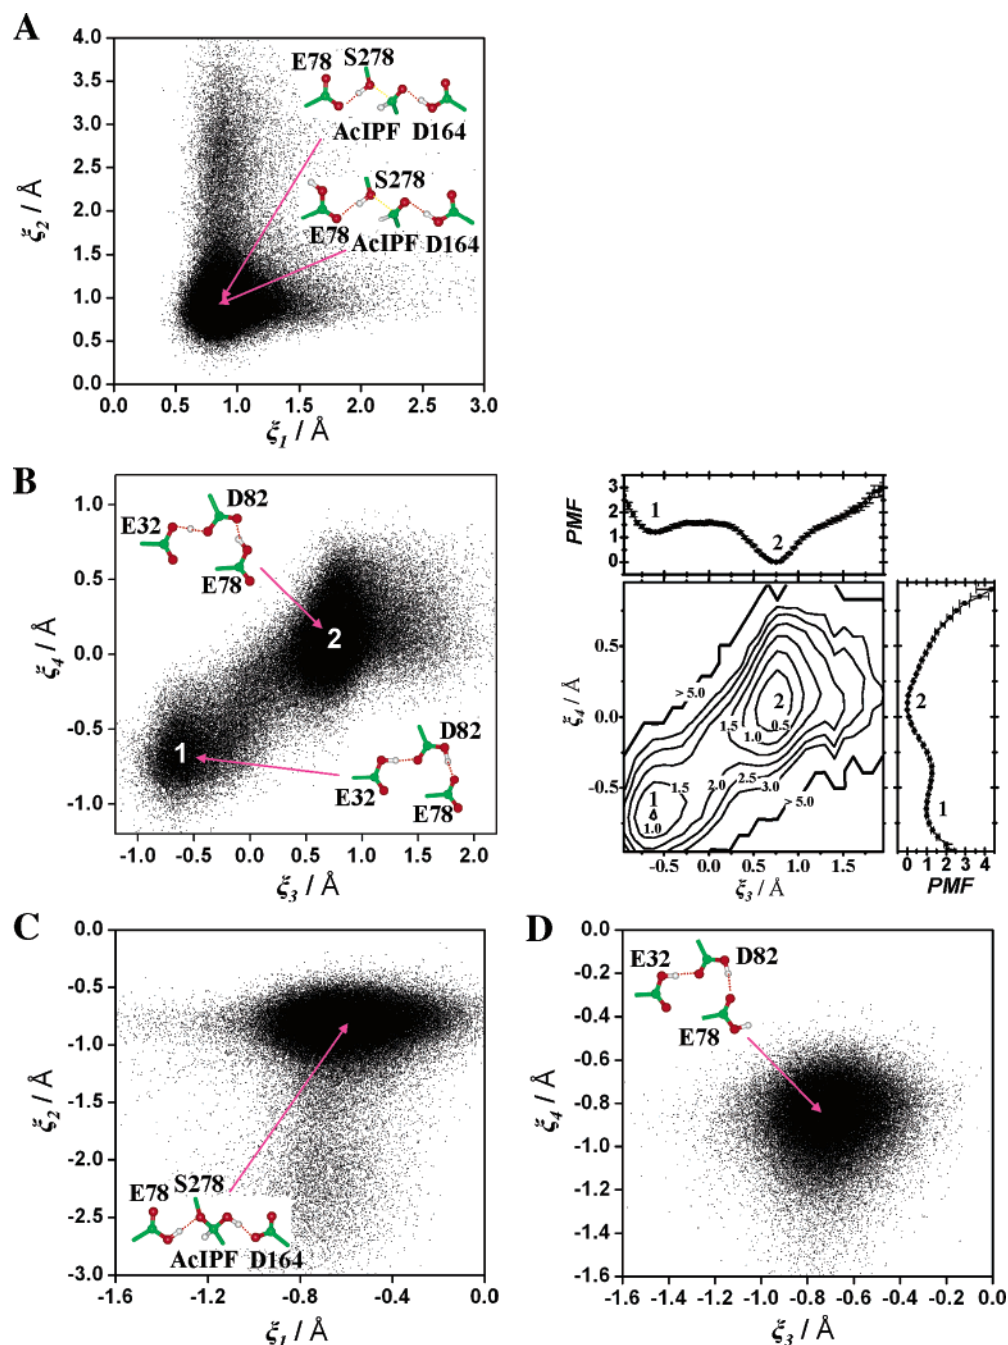 A
4.0
3.5
3.0
2.5
2.0
1.5
1.0
0.5
0.0
ξ2 / Å
0.0 0.5 1.0 1.5 2.0 2.5 3.0
ξ1 / Å
E78 S278
AcIPF D164
S278
E78 AcIPF D164
B
1.0
0.5
0.0
-0.5
-1.0
ξ4 / Å
-1.0 -0.5 0.0 0.5 1.0 1.5 2.0
ξ3 / Å
D82
E32
E78
2
1
D82
E32
E78
PMF
3
2
1
0
1
2
0.5
0.0
-0.5
ξ4 / Å
-0.5 0.0 0.5 1.0 1.5
ξ3 / Å
> 5.0
2
1.5
0.5
1.0
1.5
2.5
2.0
3.0
> 5.0
1
1.0
2
1
0 1 2 3 4
PMF
C
0.0
-0.5
-1.0
-1.5
-2.0
-2.5
-3.0
ξ2 / Å
-1.6 -1.2 -0.8 -0.4 0.0
ξ1 / Å
E78 S278
AcIPF D164
D
0.0
-0.2
-0.4
-0.6
-0.8
-1.0
-1.2
-1.4
-1.6
ξ4 / Å
-1.6 -1.4 -1.2 -1.0 -0.8 -0.6 -0.4 -0.2 0.0
ξ3 / Å
E32 D82
E78